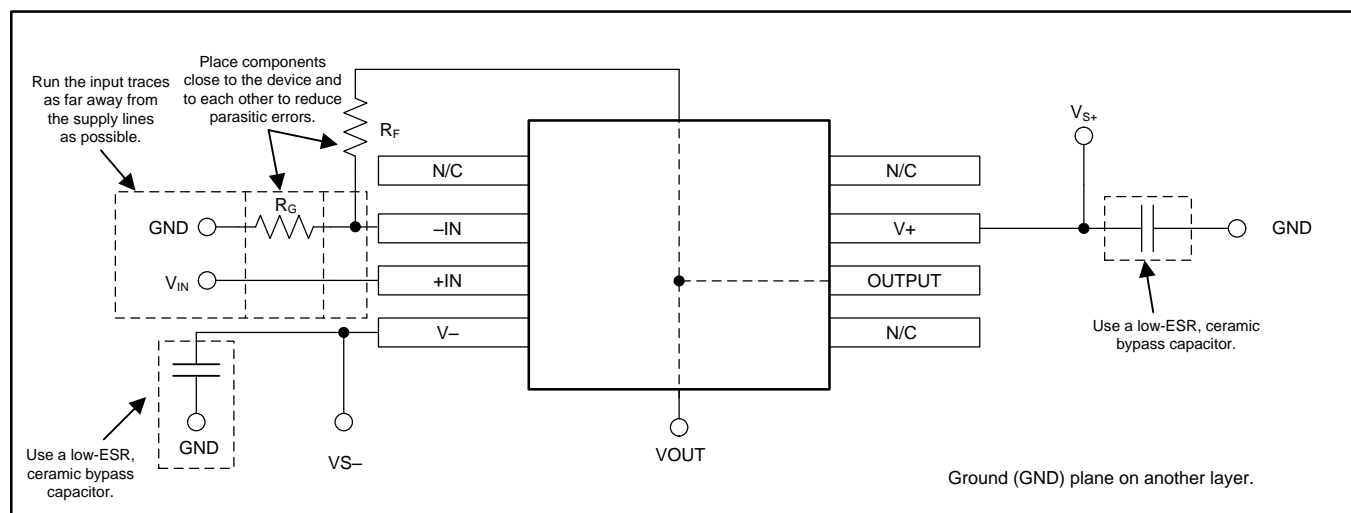 Place components
close to the device and
to each other to reduce
parasitic errors.
Run the input traces
as far away from
the supply lines
as possible.
RF
VS+
N/C
N/C
RG
GND
–IN
V+
GND
VIN
+IN
OUTPUT
V–
N/C
Use a low-ESR, ceramic
bypass capacitor.
GND
VS–
VOUT
Use a low-ESR,
ceramic bypass
capacitor.
Ground (GND) plane on another layer.